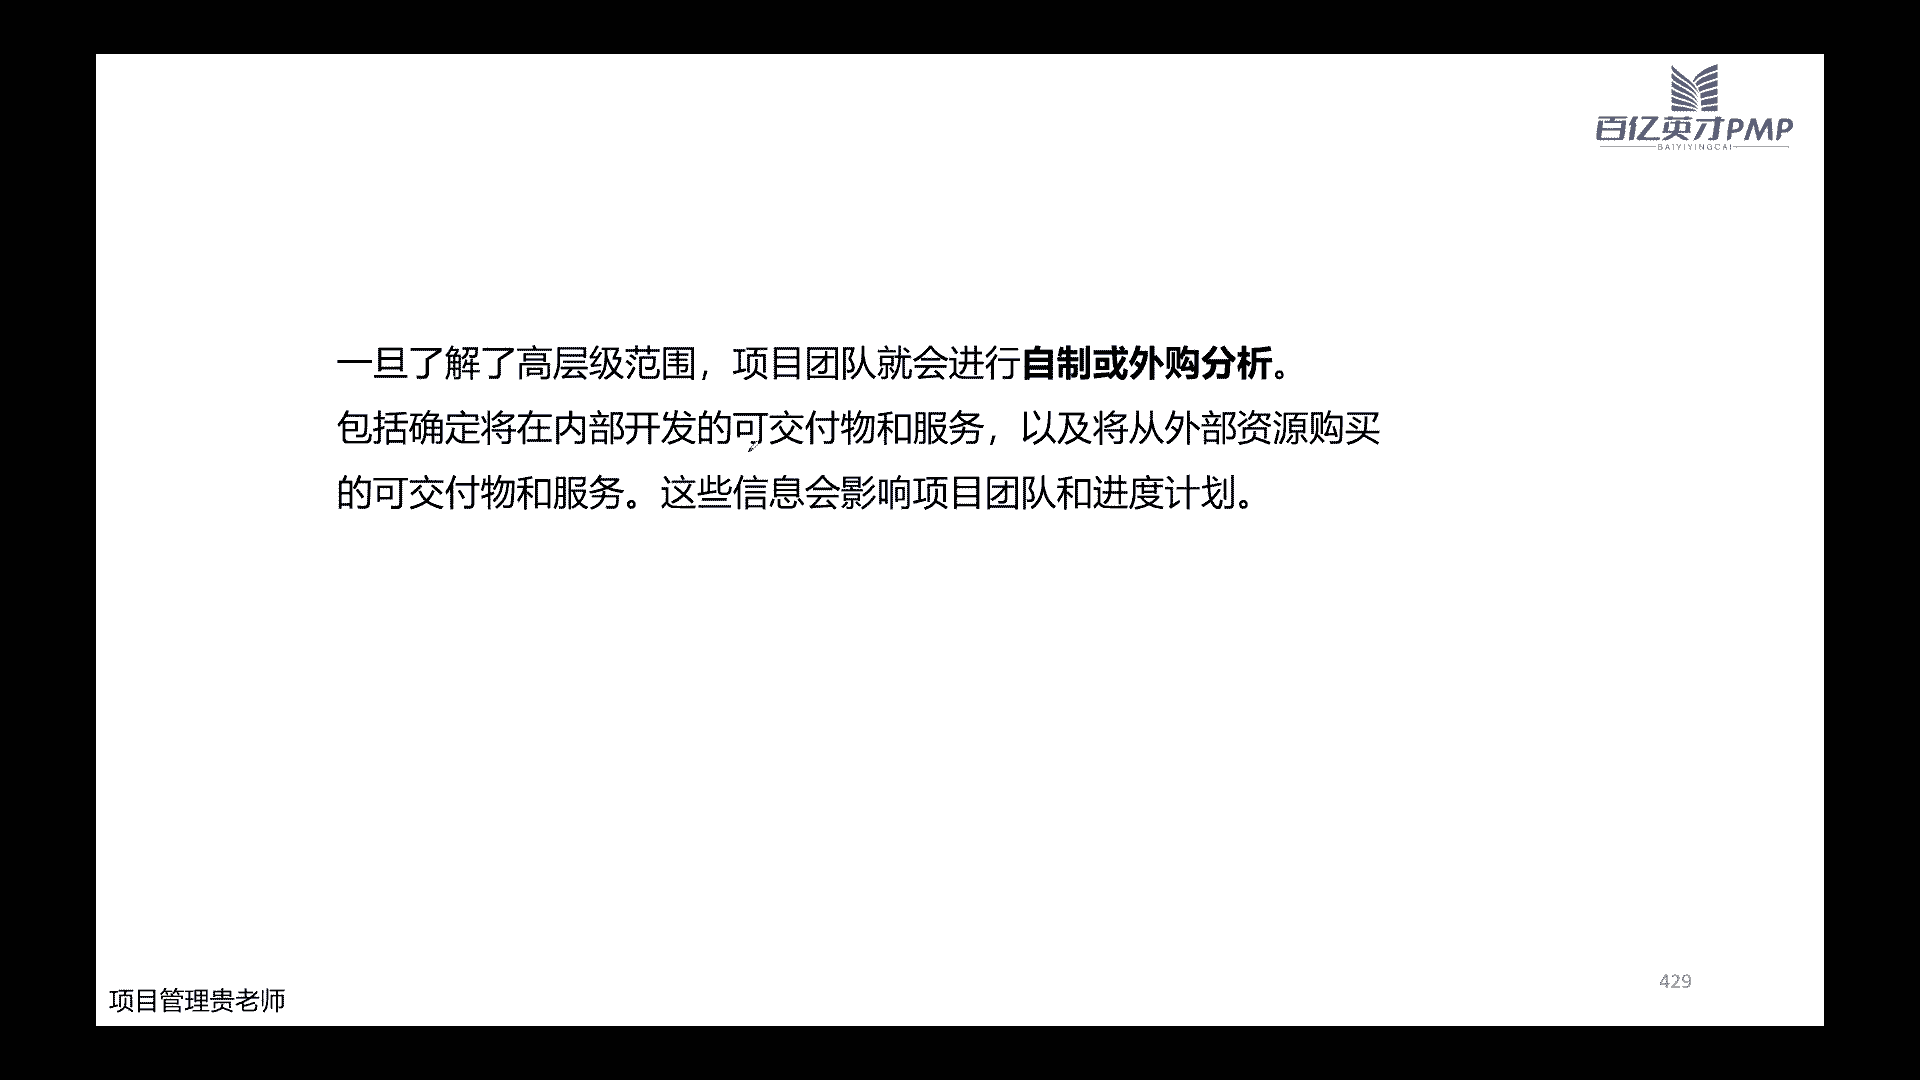 百亿英才PMP
BAIYIYINGCAI
一旦了解了高层级范围，项目团队就会进行自制或外购分析。
包括确定将在内部开发的可交付物和服务，以及将从外部资源购买
的可交付物和服务。这些信息会影响项目团队和进度计划。
429
项目管理贵老师